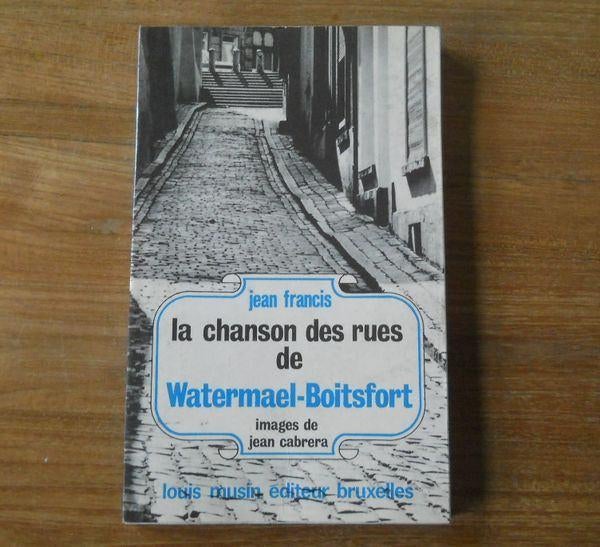 jean francis
la chanson des rues
de
Watermael-Boitsfort
images de
jean cabrera
louis musin éditeur bruxelles